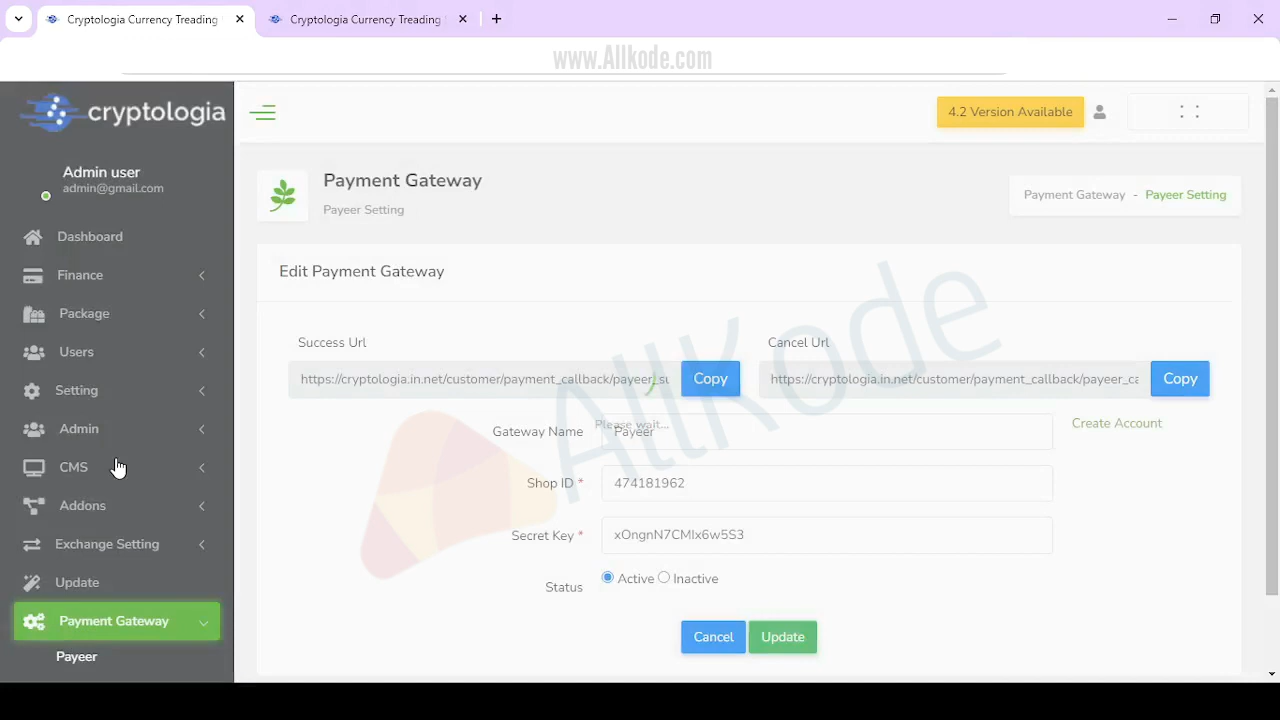 Cryptologia Currency Treading
Cryptologia Currency Treading
www.Allkode.com
cryptologia
4.2 Version Available
Admin user
admin@gmail.com
Payment Gateway
Payeer Setting
Payment Gateway - Payeer Setting
Dashboard
Finance
Package
Users
Setting
Admin
CMS
Addons
Exchange Setting
Update
Payment Gateway
Payeer
Edit Payment Gateway
Success Url
Cancel Url
https://cryptologia.in.net/customer/payment_callback/payeer_su
Copy
https://cryptologia.in.net/customer/payment_callback/payeer_ca
Copy
Please wait...
Gateway Name
Payeer
Create Account
Shop ID *
474181962
Secret Key *
xOngnN7CMIx6w5S3
Status
Active Inactive
Cancel
Update
AllKode